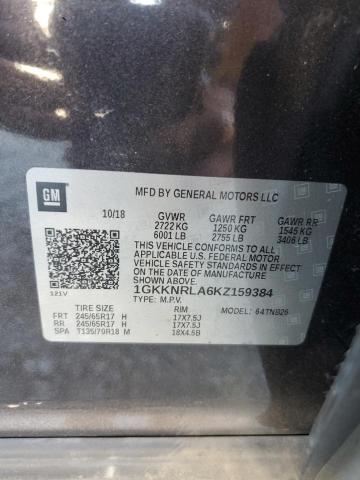 GM
MFD BY GENERAL MOTORS LLC
10/18 GVWR GAWR FRT GAWR RR
2722 KG 1250 KG 1545 KG
6001 LB 2755 LB 3406 LB
THIS VEHICLE CONFORMS TO ALL
APPLICABLE U.S. FEDERAL MOTOR
VEHICLE SAFETY STANDARDS IN
EFFECT ON THE DATE OF
MANUFACTURE SHOWN ABOVE.
1GKKNRLA6KZ159384
121V TYPE: M.P.V.
MODEL: 64TNB26
TIRE SIZE RIM
FRT 245/65R17 H 17X7.5J
RR 245/65R17 H 17X7.5J
SP T135/70R18 M 18X4.5B